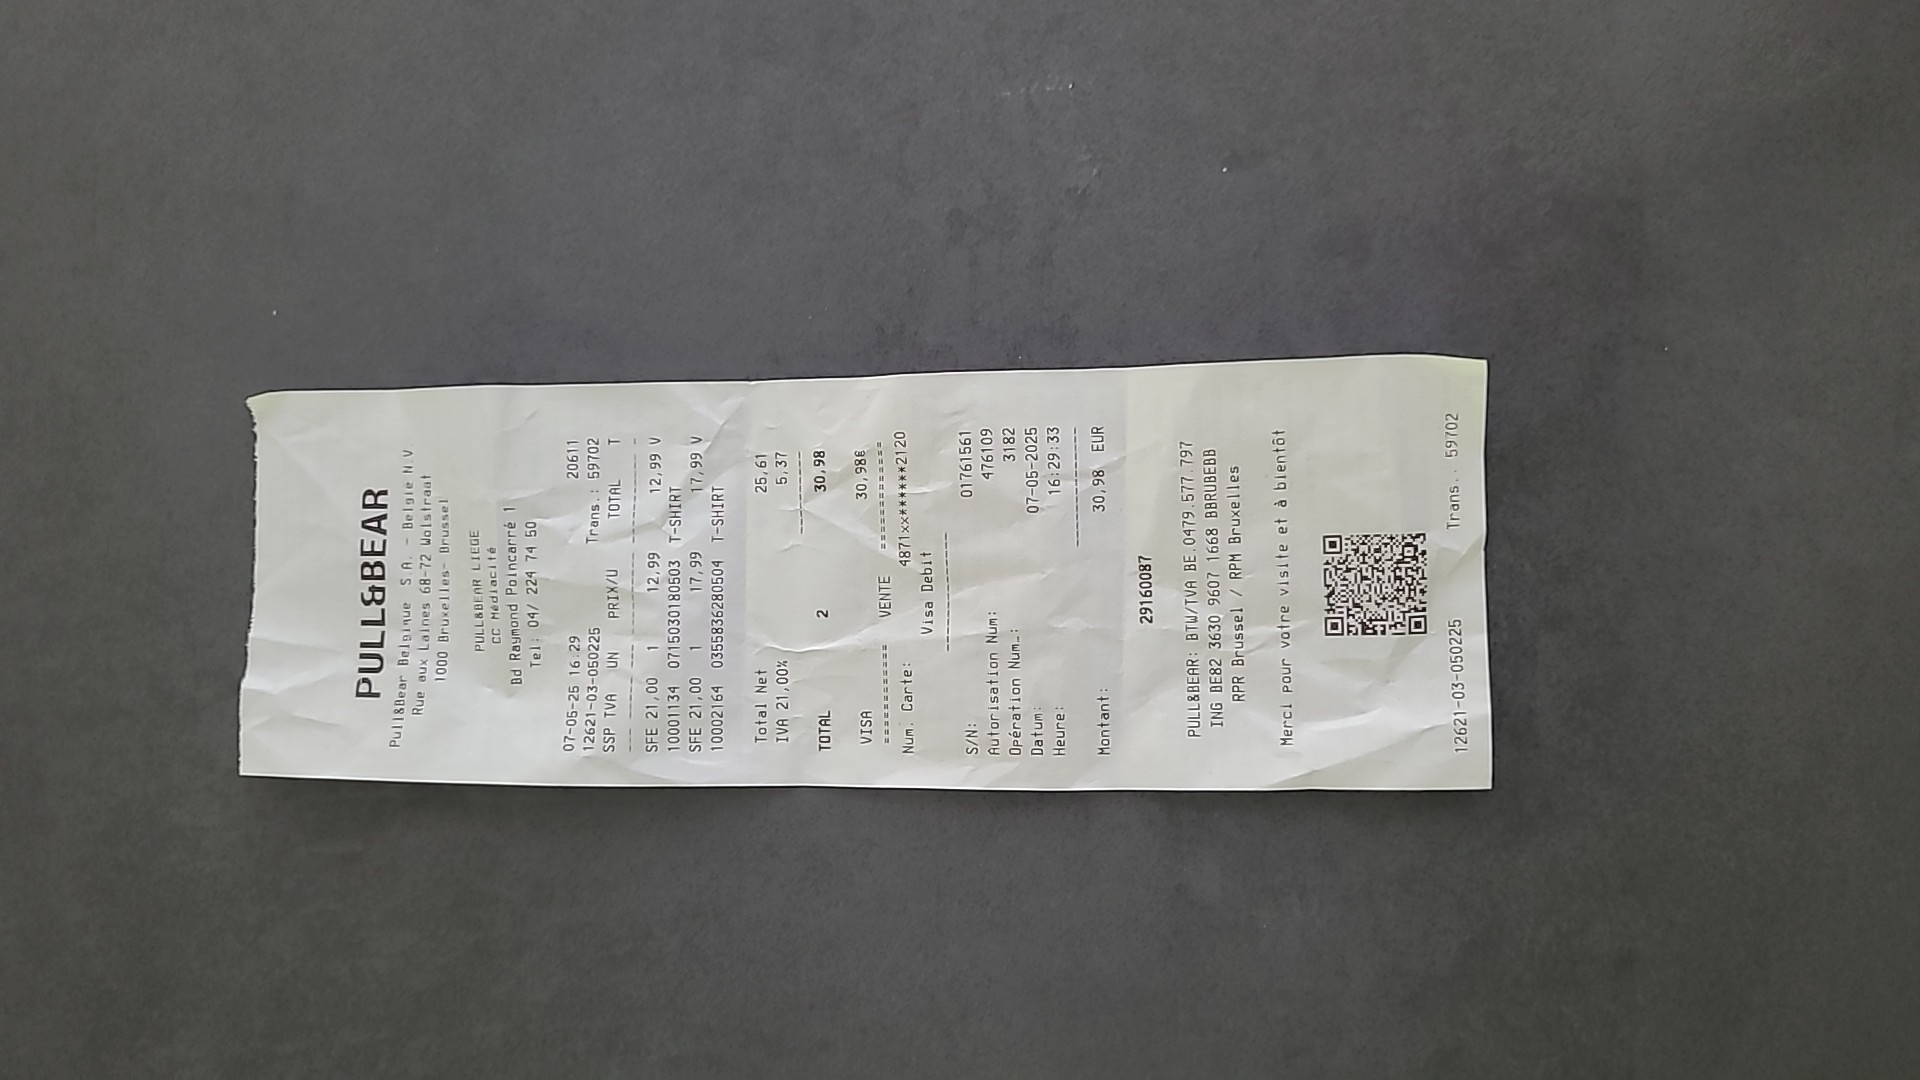 PULL&BEAR
Pull&Bear Belgique S.A. - België N.V.
Rue aux Laines 68-72 Wolstraat
1000 Bruxelles- Brussel
PULL&BEAR LIEGE
CC Médiacité
Bd Raymond Poincarré 1
Tel: 04/ 224 74 50
07-05-25 16:29 20611
12621-03-050225 Trans.: 59702
SSP TVA UN PRIX/U TOTAL T
SFE 21,00 1 12,99 12,99 V
10001134 0715030180503 T-SHIRT
SFE 21,00 1 17,99 17,99 V
10002164 0355836280504 T-SHIRT
Total Net 25,61
IVA 21,00% 5,37
TOTAL 2 30,98
VISA 30,98€
========== VENTE ==========
Num. Carte: 4871xx******2120
Visa Debit
S/N: 01761561
Autorisation Num: 476109
Opération Num.: 3182
Datum: 07-05-2025
Heure: 16:29:33
Montant: 30,98 EUR
29160087
PULL&BEAR: BTW/TVA BE.0479.577.797
ING BE82 3630 9607 1668 BBRUBEBB
RPR Brussel / RPM Bruxelles
Merci pour votre visite et à bientôt
12621-03-050225 Trans.: 59702